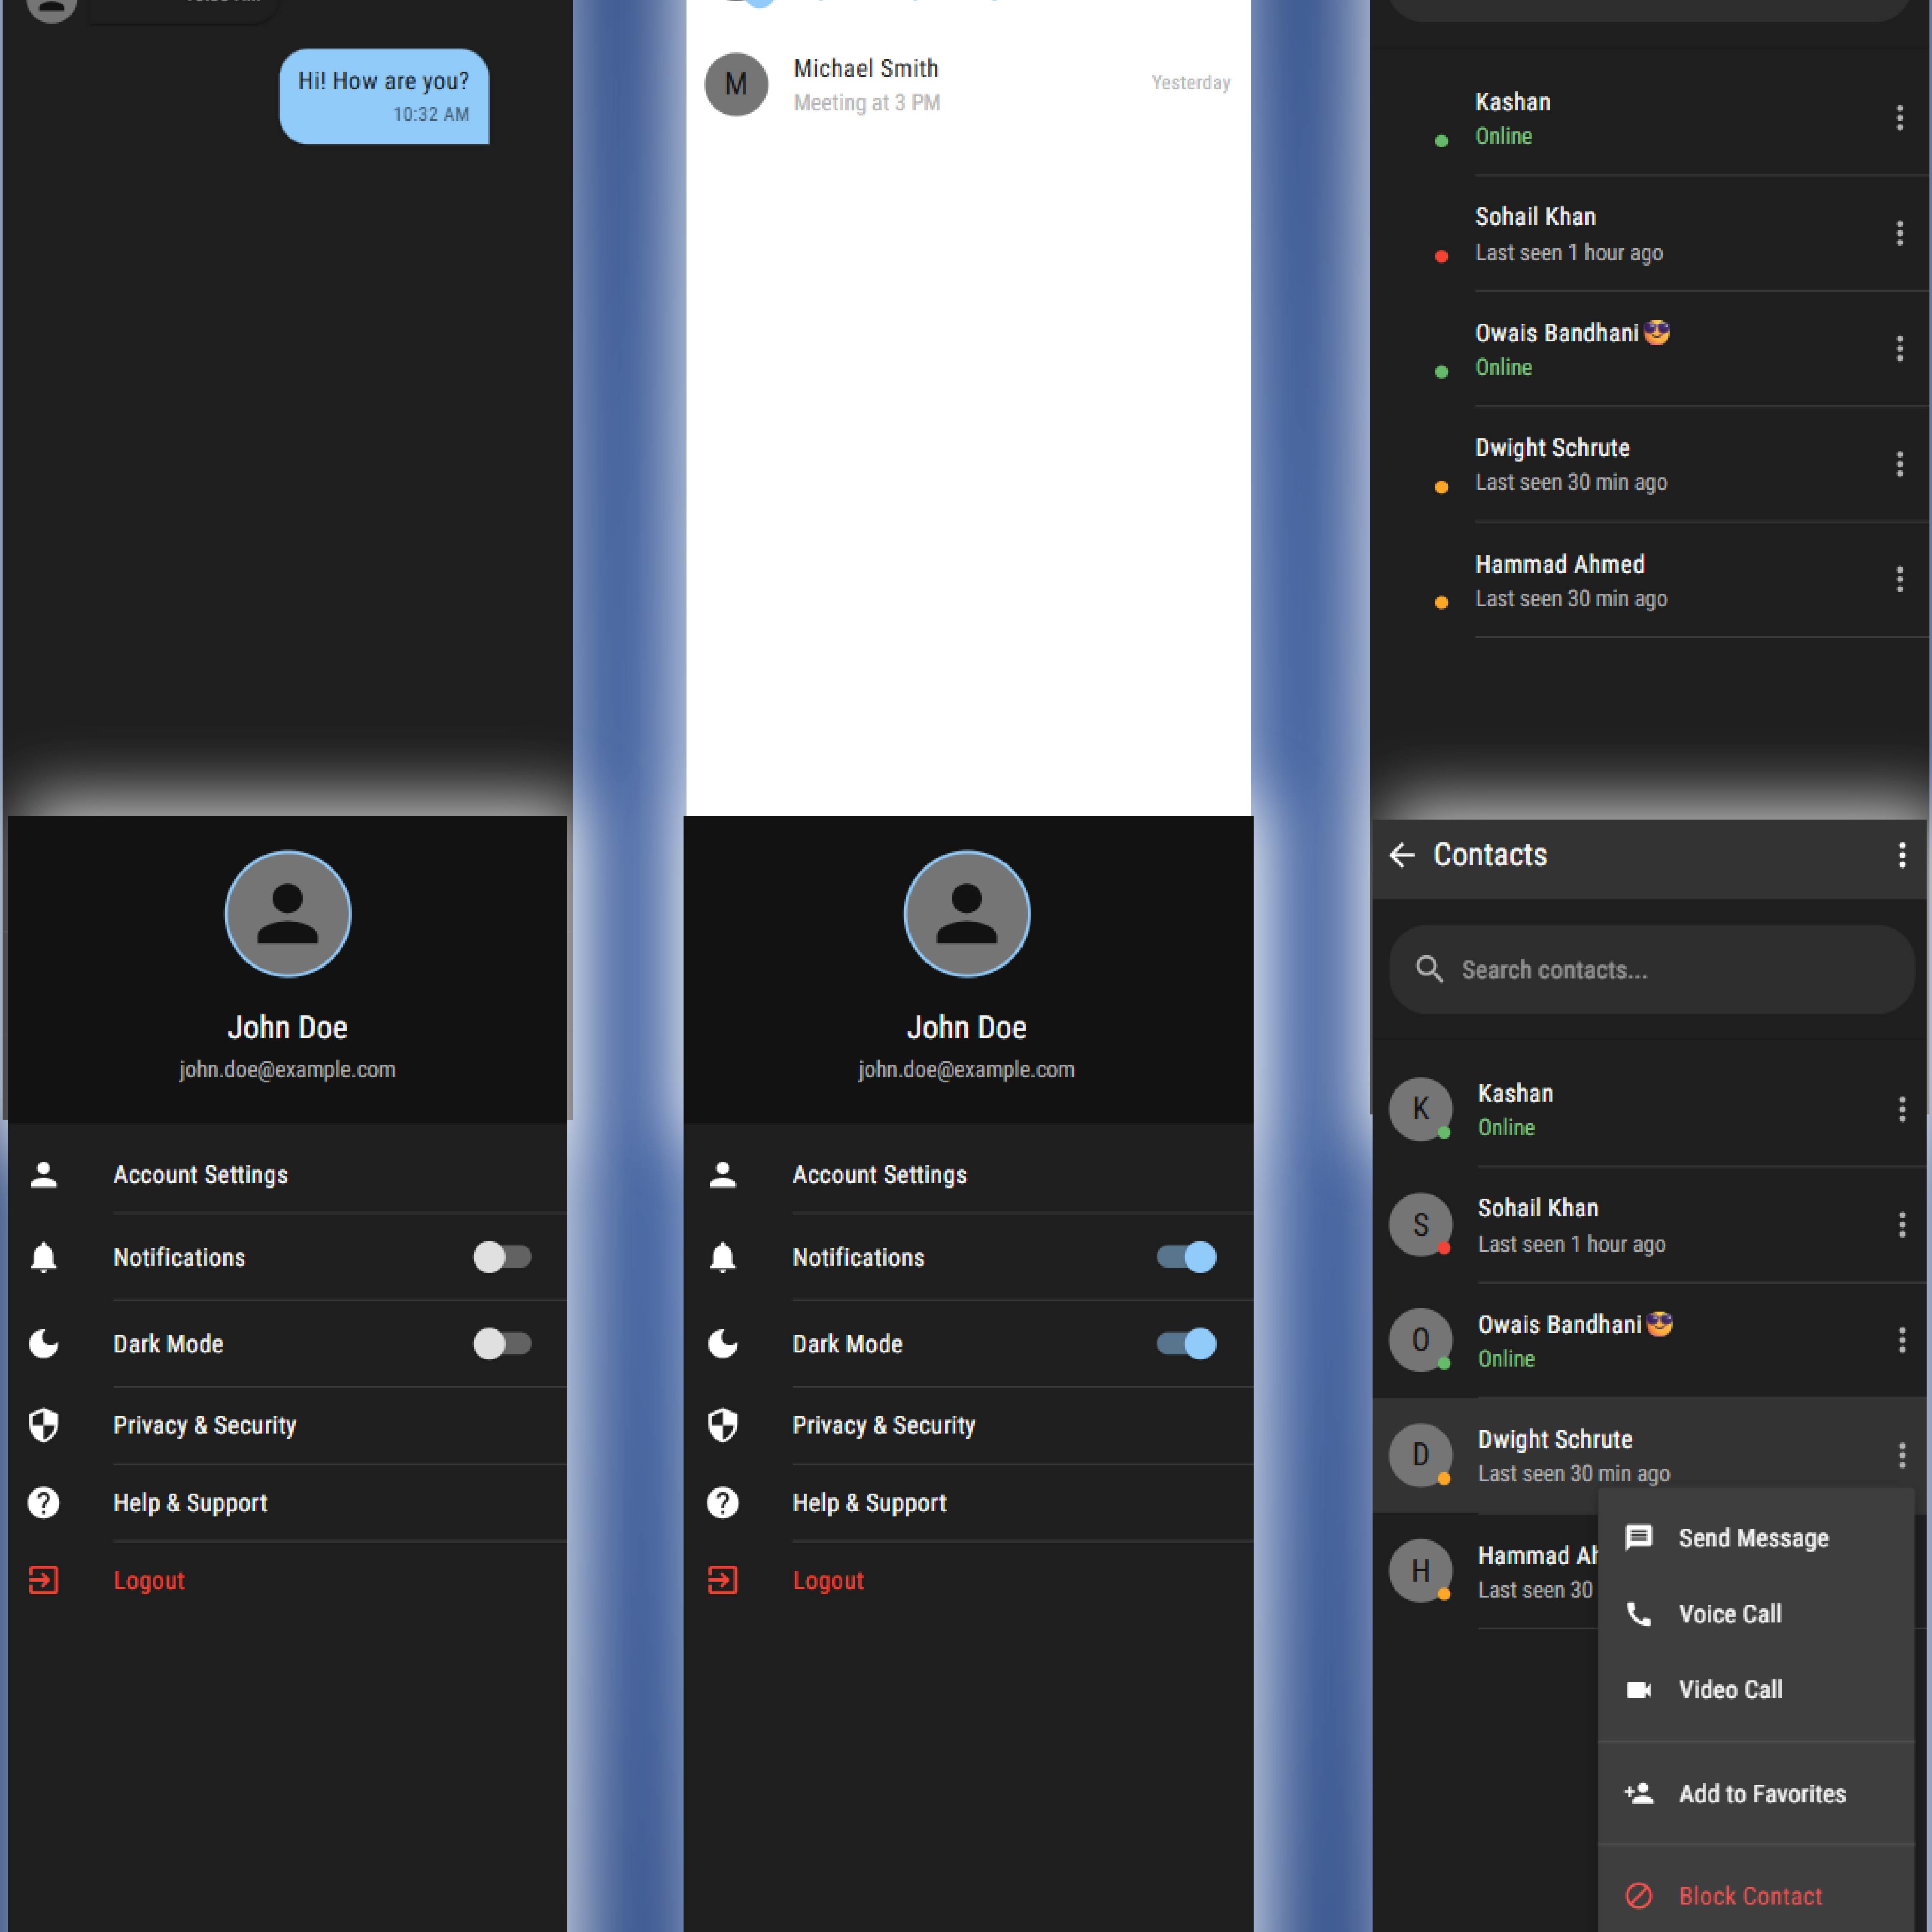 Hi! How are you?
10:32 AM
Michael Smith
Meeting at 3 PM
Yesterday
Kashan
Online
Sohail Khan
Last seen 1 hour ago
Owais Bandhani😎
Online
Dwight Schrute
Last seen 30 min ago
Hammad Ahmed
Last seen 30 min ago
John Doe
john.doe@example.com
Account Settings
Notifications
Dark Mode
Privacy & Security
Help & Support
Logout
John Doe
john.doe@example.com
Account Settings
Notifications
Dark Mode
Privacy & Security
Help & Support
Logout
Contacts
Search contacts...
K
Kashan
Online
S
Sohail Khan
Last seen 1 hour ago
O
Owais Bandhani😎
Online
D
Dwight Schrute
Last seen 30 min ago
H
Hammad
Last seen 30
Send Message
Voice Call
Video Call
Add to Favorites
Block Contact
M